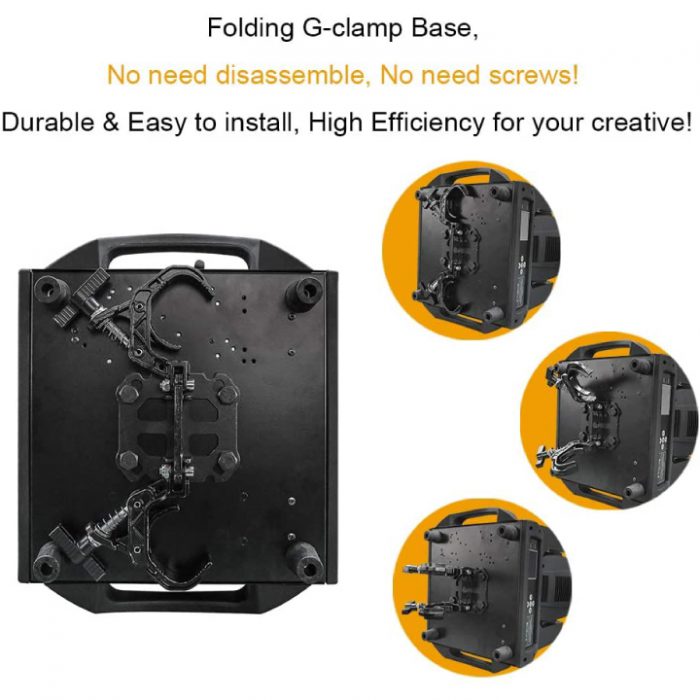 Folding G-clamp Base,
No need disassemble, No need screws!
Durable & Easy to install, High Efficiency for your creative!